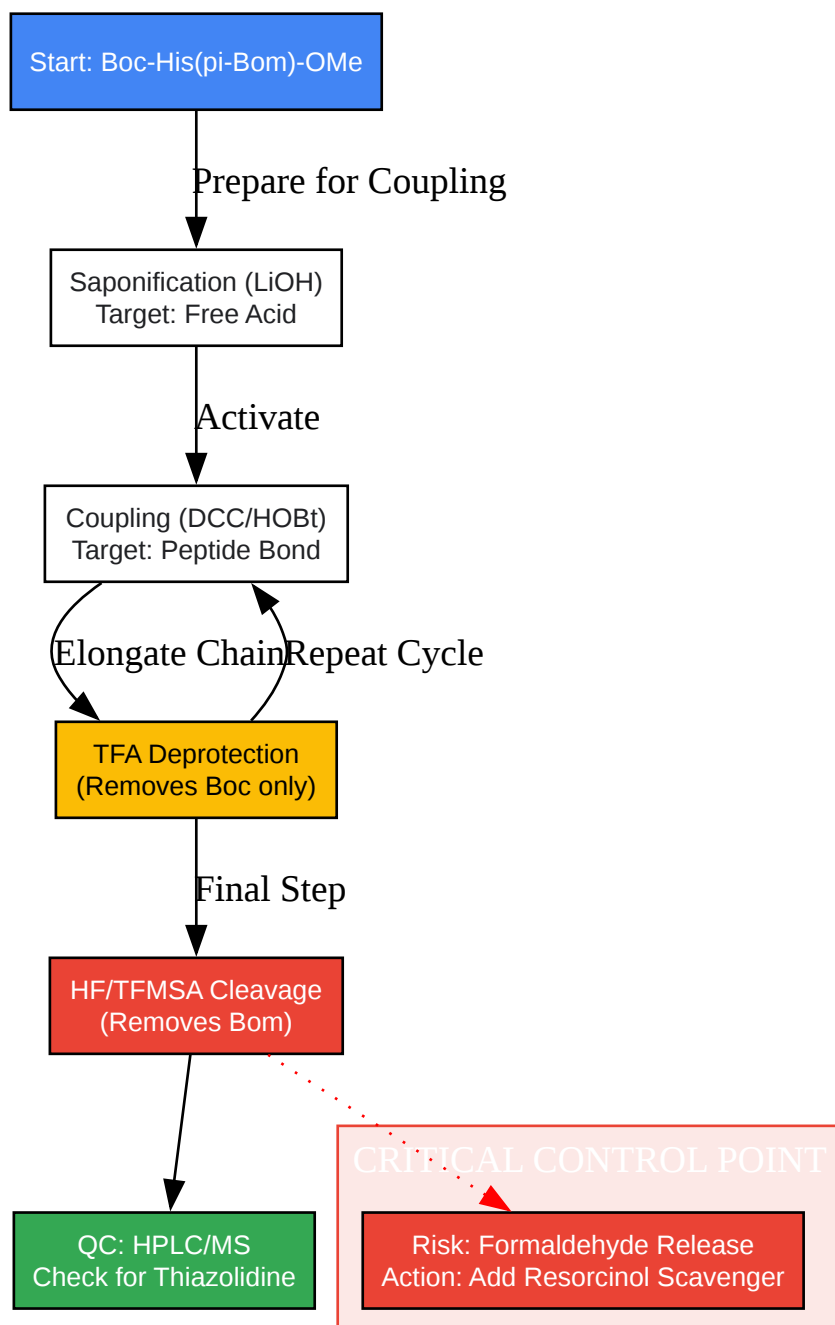 Start: Boc-His(pi-Bom)-OMe
Prepare for Coupling
Saponification (LiOH)
Target: Free Acid
Activate
Coupling (DCC/HOBt)
Target: Peptide Bond
Elongate Chain
Repeat Cycle
TFA Deprotection
(Removes Boc only)
Final Step
HF/TFMSA Cleavage
(Removes Bom)
CRITICAL CONTROL POINT
QC: HPLC/MS
Check for Thiazolidine
Risk: Formaldehyde Release
Action: Add Resorcinol Scavenger